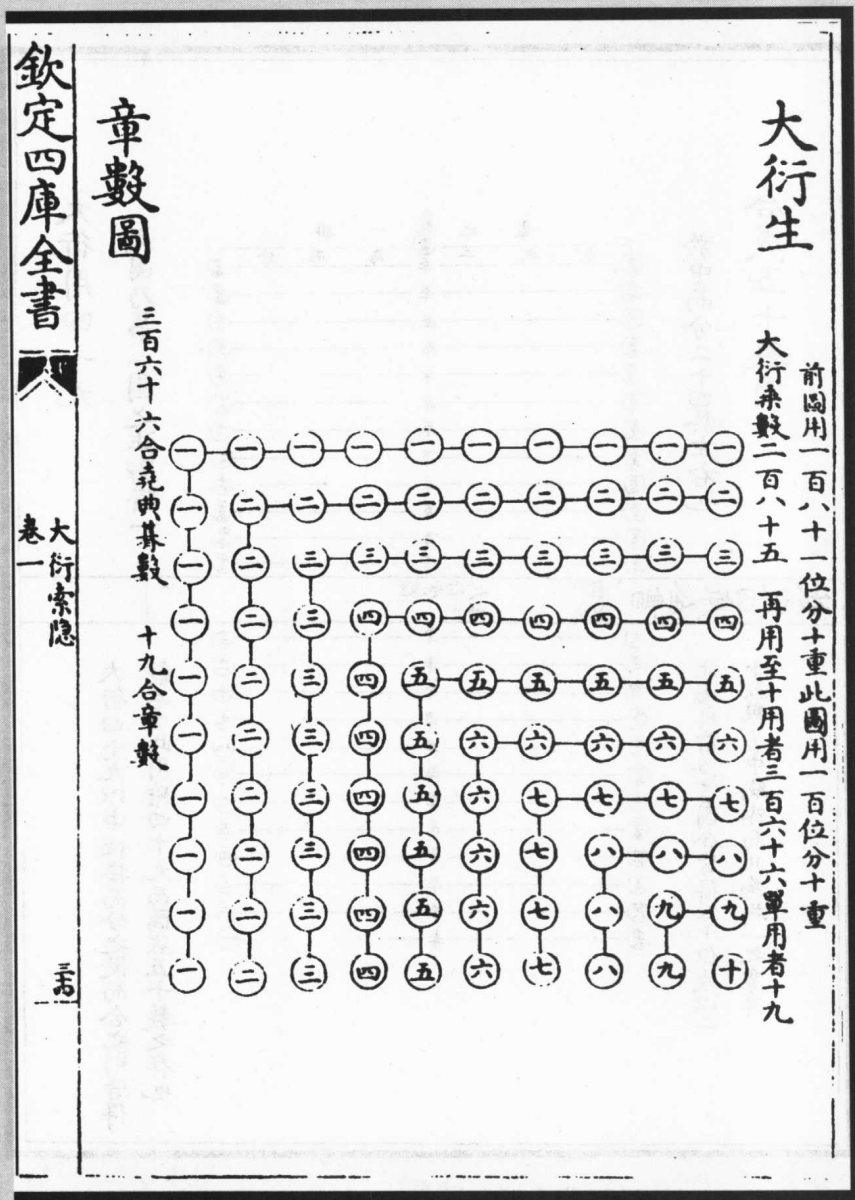 大衍生
前圖用一百八十一位分十重此圖用一百位分十重
大衍乗數二百八十五 再用至十用者三百六十六單用者十九
一二三四五六七八九十
一二三四五六七八九九
一二三四五六七八八八
一二三四五六七七七七
一二三四五六六六六六
一二三四五五五五五五
一二三四四四四四四四
一二三三三三三三三三
一二二二二二二二二二
一一一一一一一一一一
章數圖
三百六十六合堯典朞數 十九合章數
欽定四庫全書
大衍索隱
卷一